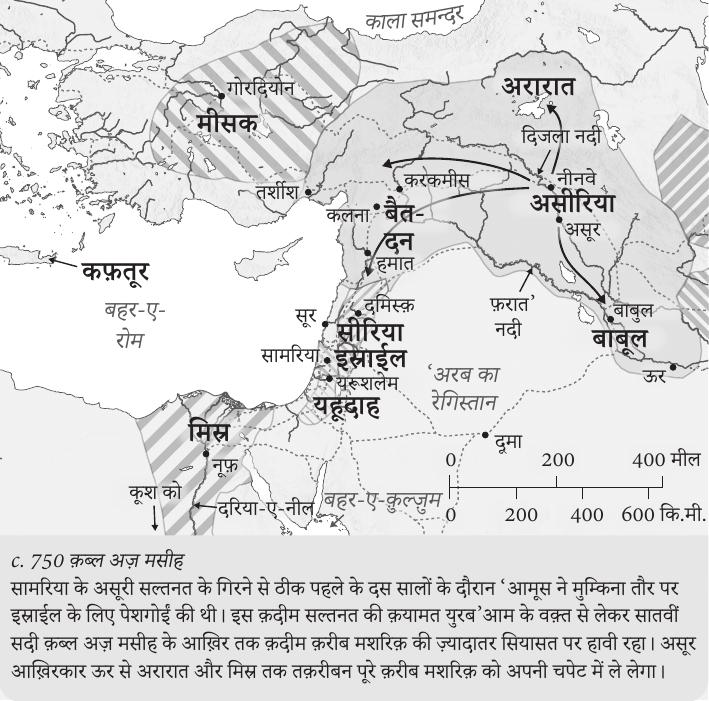 काला समन्दर
गोरदियोन
मीसक
अरारात
दिजला नदी
तर्शीश
करकमीस
नीनवे
कलना
बैत-
दन
असीरिया
असूर
हमात
कफ़तूर
बहर-ए-
रोम
दमिस्क़
सूर
सीरिया
फ़रात’
नदी
बाबुल
बाबूल
सामरिया
इस्राईल
यरूशलेम
यहूदाह
‘अरब का
रेगिस्तान
ऊर
मिस्र
नूफ़
दूमा
0 200 400 मील
0 200 400 600 कि.मी.
कूश को
दरिया-ए-नील
बहर-ए-क़ुल्जुम
c. 750 क़ब्ल अज़ मसीह
सामरिया के असूरी सल्तनत के गिरने से ठीक पहले के दस सालों के दौरान ‘आमूस ने मुम्किना तौर पर
इस्राईल के लिए पेशगोईं की थी। इस क़दीम सल्तनत की क़यामत युरब’आम के वक़्त से लेकर सातवीं
सदी क़ब्ल अज़ मसीह के आख़िर तक क़दीम क़रीब मशरिक़ की ज़्यादातर सियासत पर हावी रहा। असूर
आख़िरकार ऊर से अरारात और मिस्र तक तक़रीबन पूरे क़रीब मशरिक़ को अपनी चपेट में ले लेगा।